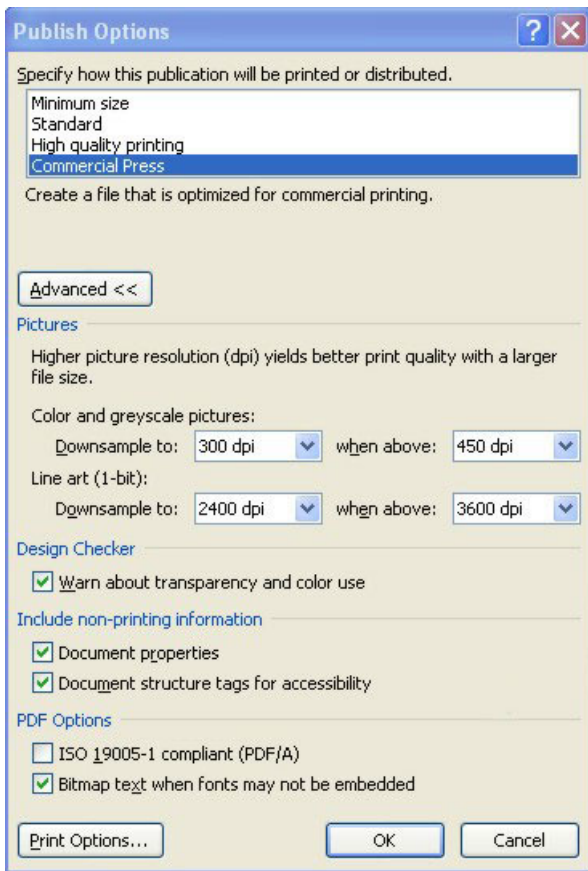 Publish Options
Specify how this publication will be printed or distributed.
Minimum size
Standard
High quality printing
Commercial Press
Create a file that is optimized for commercial printing.
Advanced <<
Pictures
Higher picture resolution (dpi) yields better print quality with a larger
file size.
Color and greyscale pictures:
Downsample to: 300 dpi when above: 450 dpi
Line art (1-bit):
Downsample to: 2400 dpi when above: 3600 dpi
Design Checker
Warn about transparency and color use
Include non-printing information
Document properties
Document structure tags for accessibility
PDF Options
ISO 19005-1 compliant (PDF/A)
Bitmap text when fonts may not be embedded
Print Options... OK Cancel